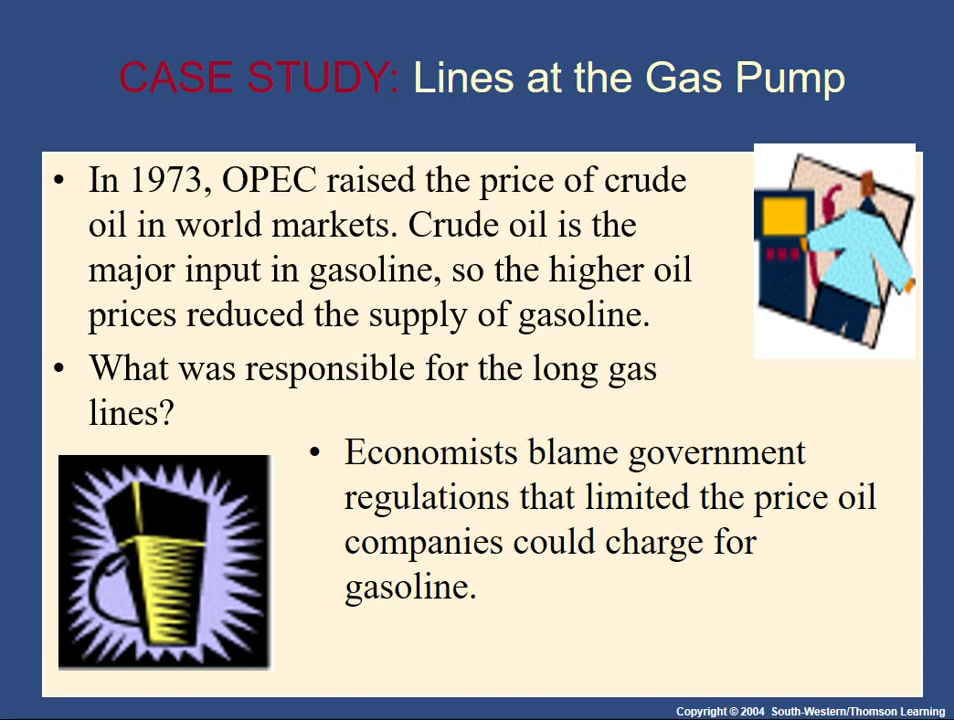 CASE STUDY: Lines at the Gas Pump
• In 1973, OPEC raised the price of crude
oil in world markets. Crude oil is the
major input in gasoline, so the higher oil
prices reduced the supply of gasoline.
• What was responsible for the long gas
lines?
• Economists blame government
regulations that limited the price oil
companies could charge for
gasoline.
Copyright © 2004 South-Western/Thomson Learning